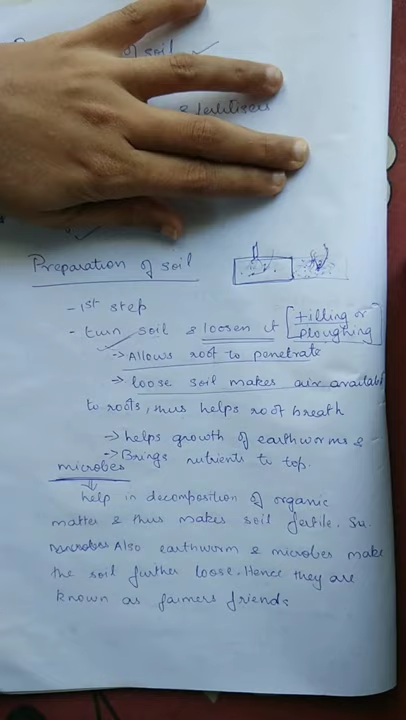 of soil
& fertilisers
Preparation of soil
- 1st step
- turn soil & loosen it [tilling or ploughing]
-> Allows root to penetrate
-> loose soil makes air available
to roots, thus helps root breath
-> helps growth of earthworms &
microbes
-> Brings nutrients to top.
help in decomposition of organic
matter & thus makes soil fertile. 
Also earthworm & microbes make
the soil further loose. Hence they are
known as farmers friends